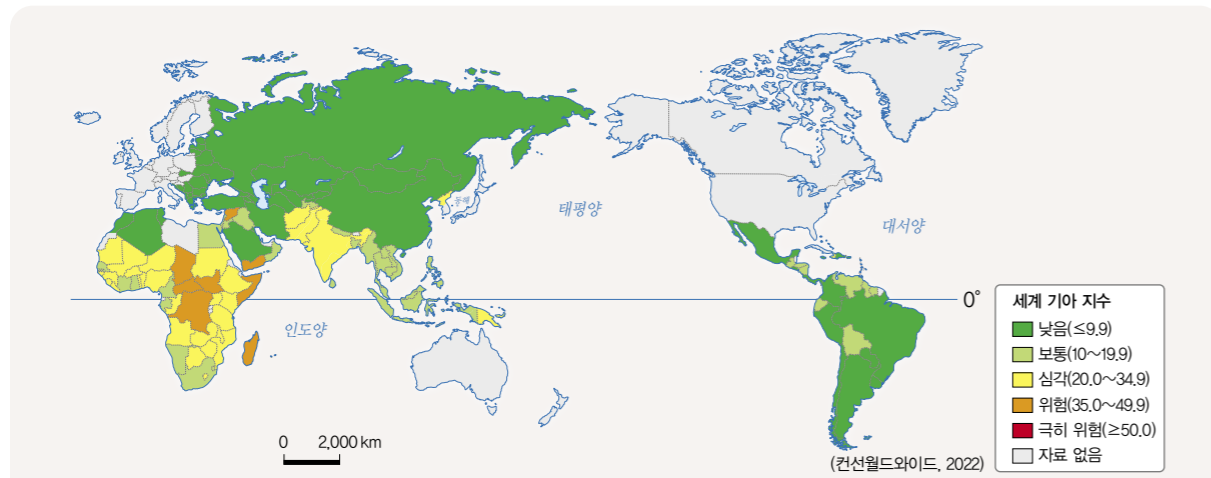 동해
태평양
대서양
인도양
0°
세계 기아 지수
낮음(≤9.9)
보통(10~19.9)
심각(20.0~34.9)
위험(35.0~49.9)
극히 위험(≥50.0)
자료 없음
0 2,000 km
(컨선월드와이드, 2022)